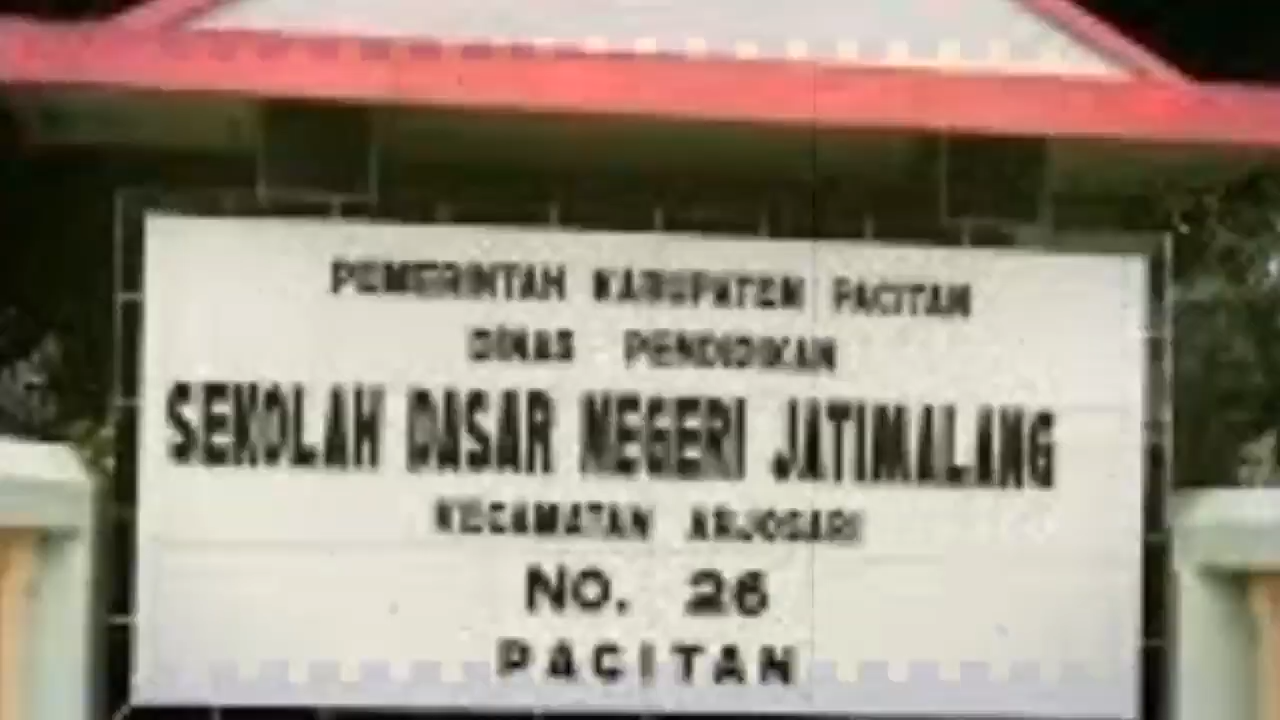 PEMERINTAH KABUPATEN PACITAN
DINAS PENDIDIKAN
SEKOLAH DASAR NEGERI JATIMALANG
KECAMATAN ARJOSARI
NO. 26
PACITAN